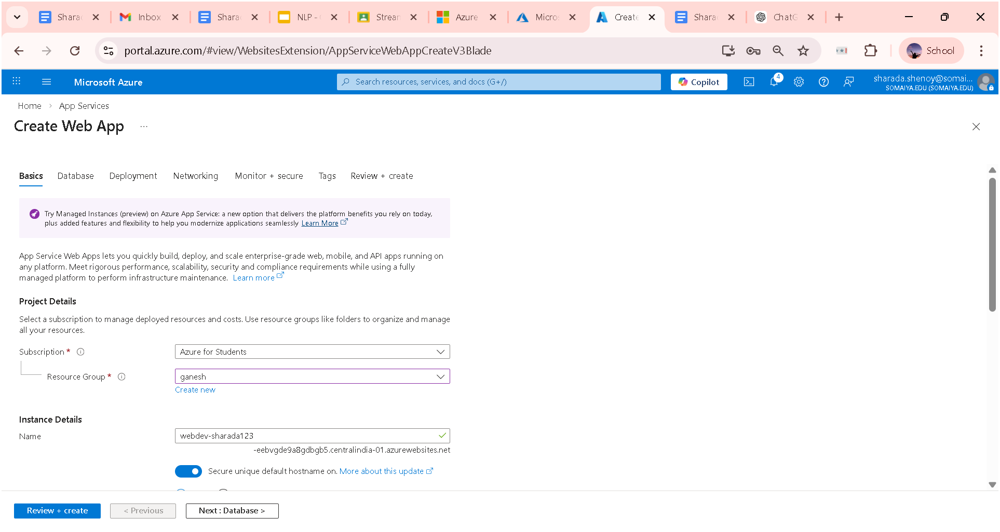 Shara
Inbox
Shara
NLP -
Strear
Azure
Micros
Create
Shara
ChatG
portal.azure.com/#view/WebsitesExtension/AppServiceWebAppCreateV3Blade
School
Microsoft Azure
Search resources, services, and docs (G+/)
Copilot
4
sharada.shenoy@somai...
SOMAIYA.EDU (SOMAIYA.EDU)
Home > App Services
Create Web App ...
Basics Database Deployment Networking Monitor + secure Tags Review + create
Try Managed Instances (preview) on Azure App Service: a new option that delivers the platform benefits you rely on today,
plus added features and flexibility to help you modernize applications seamlessly Learn More
App Service Web Apps lets you quickly build, deploy, and scale enterprise-grade web, mobile, and API apps running on
any platform. Meet rigorous performance, scalability, security and compliance requirements while using a fully
managed platform to perform infrastructure maintenance. Learn more
Project Details
Select a subscription to manage deployed resources and costs. Use resource groups like folders to organize and manage
all your resources.
Subscription *
Azure for Students
Resource Group *
ganesh
Create new
Instance Details
Name
webdev-sharada123
-eebvgde9a8gdbgb5.centralindia-01.azurewebsites.net
Secure unique default hostname on. More about this update
Review + create
< Previous
Next : Database >